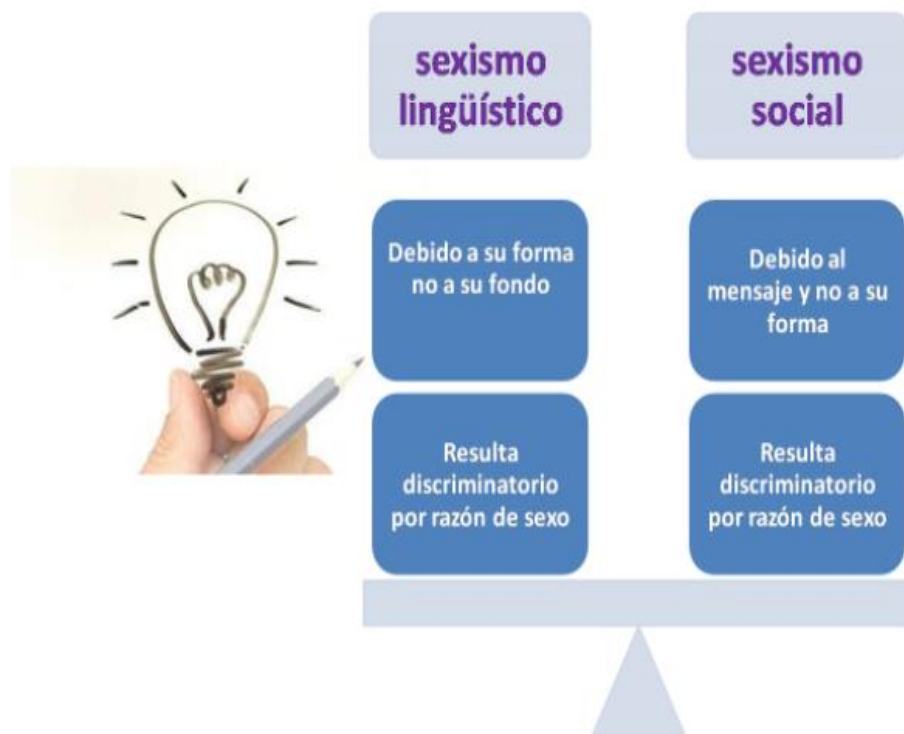 sexismo
lingüístico
sexismo
social
Debido a su forma
no a su fondo
Debido al
mensaje y no a su
forma
Resulta
discriminatorio
por razón de sexo
Resulta
discriminatorio
por razón de sexo